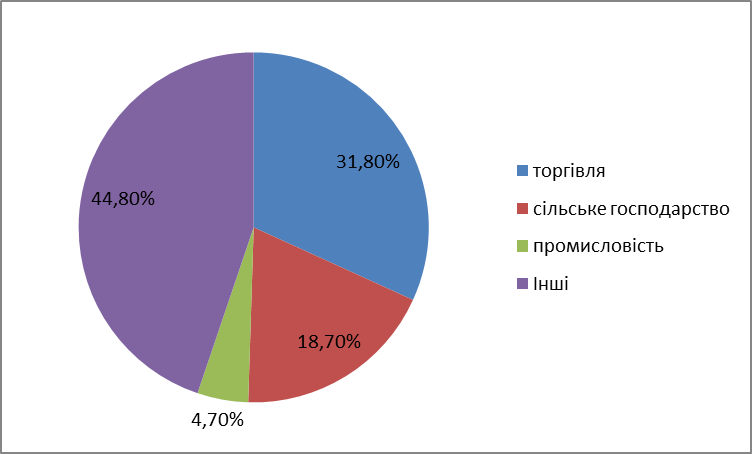 31,80%
18,70%
4,70%
44,80%
торгівля
сільське господарство
промисловість
Інші